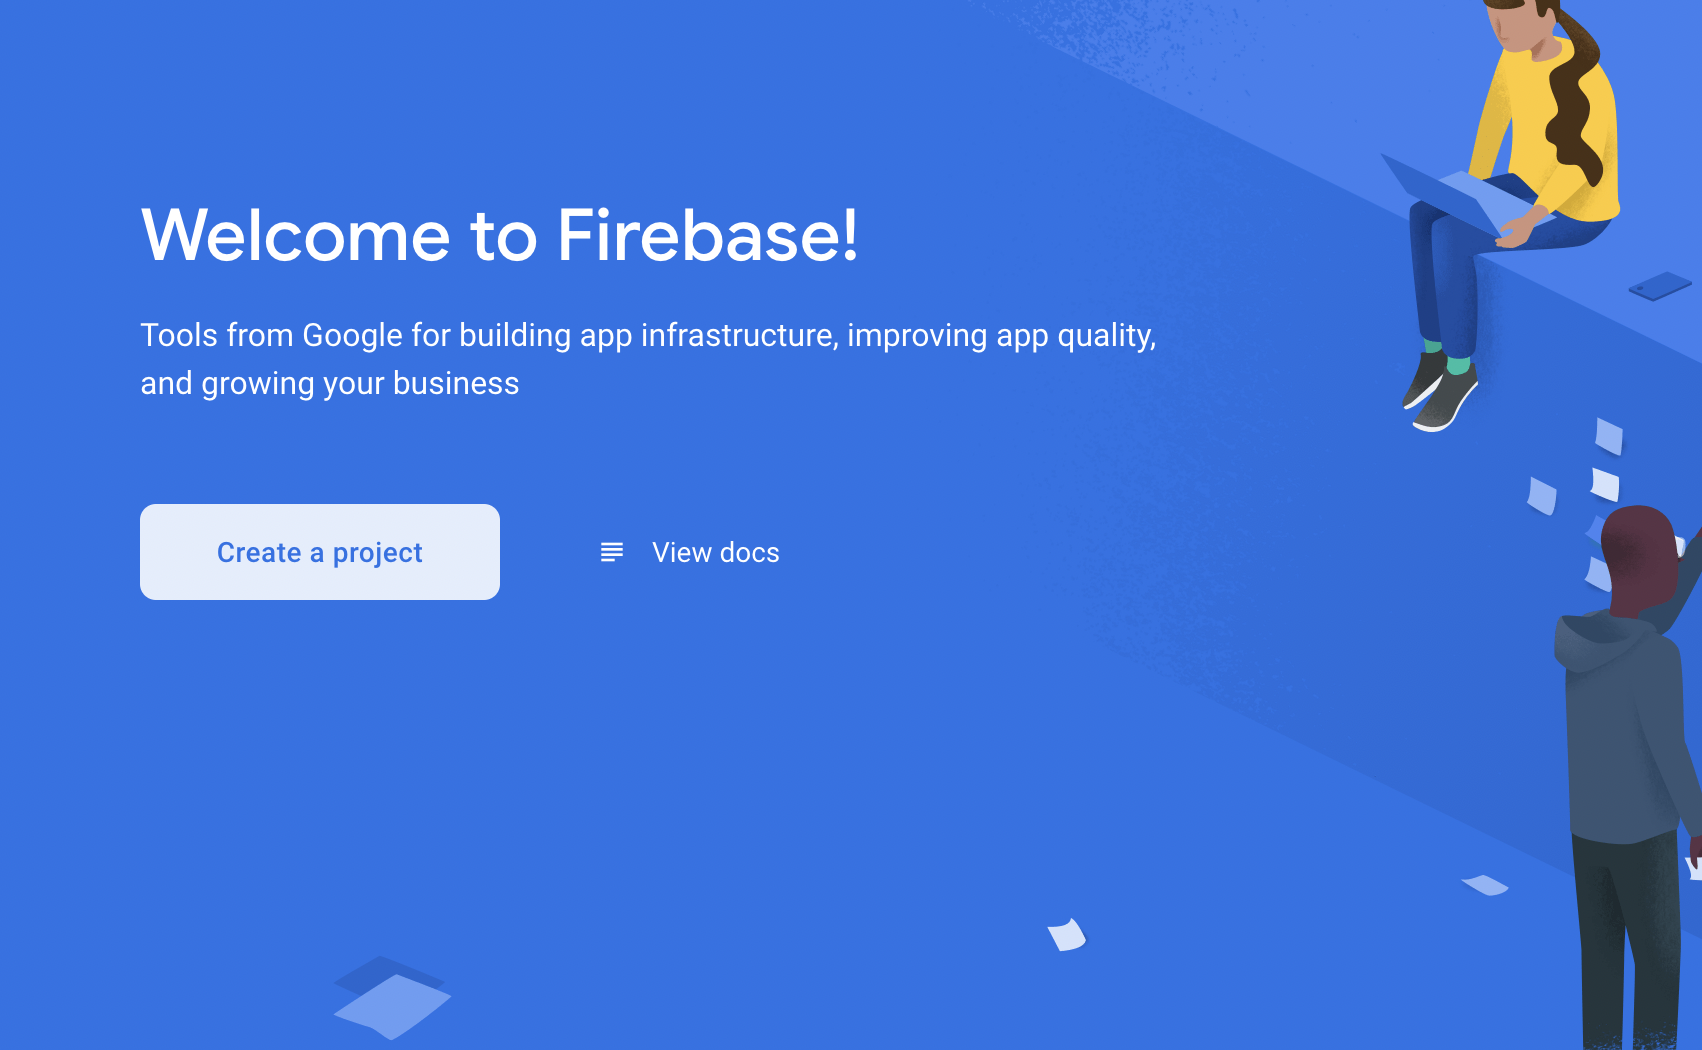 Welcome to Firebase!
Tools from Google for building app infrastructure, improving app quality,
and growing your business
Create a project
View docs